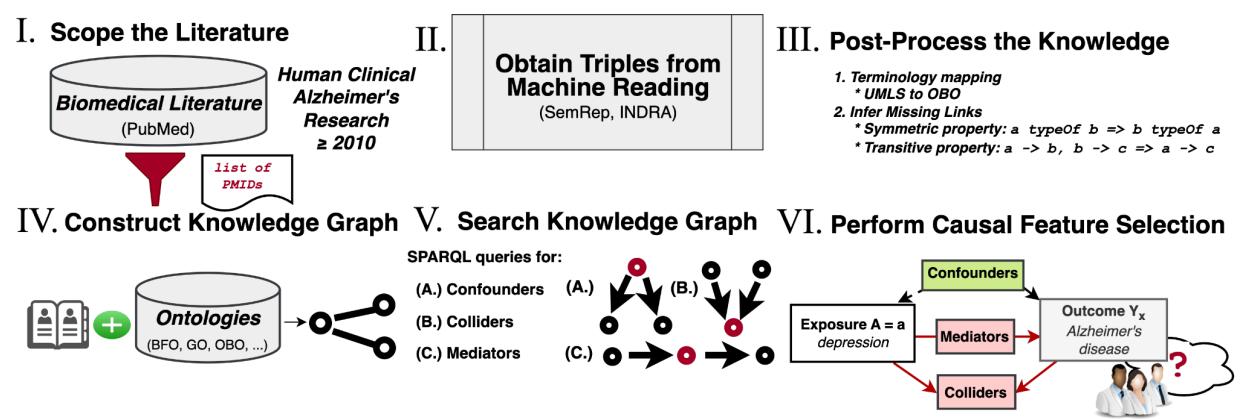 I. Scope the Literature
Biomedical Literature
(PubMed)
Human Clinical
Alzheimer's
Research
≥ 2010
list of
PMIDs
II.
Obtain Triples from
Machine Reading
(SemRep, INDRA)
III. Post-Process the Knowledge
1. Terminology mapping
* UMLS to OBO
2. Infer Missing Links
* Symmetric property: a typeOf b => b typeOf a
* Transitive property: a -> b, b -> c => a -> c
IV. Construct Knowledge Graph
Ontologies
(BFO, GO, OBO, ...)
V. Search Knowledge Graph
SPARQL queries for:
(A.) Confounders
(B.) Colliders
(C.) Mediators
(A.)
(B.)
(C.)
VI. Perform Causal Feature Selection
Confounders
Exposure A = a
depression
Mediators
Outcome Yx
Alzheimer's
disease
Colliders
?